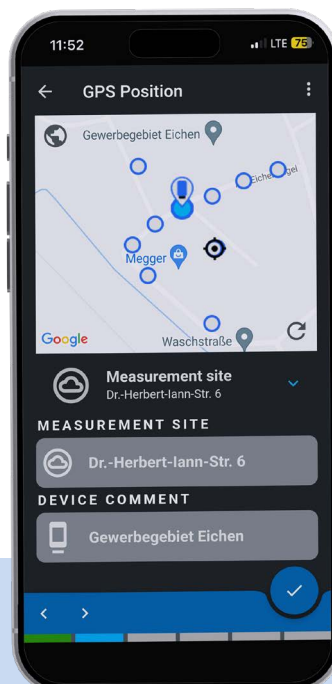 11:52
LTE 75
GPS Position
Gewerbegebiet Eichen
Megger
Google
Waschstraße
Measurement site
Dr.-Herbert-Iann-Str. 6
MEASUREMENT SITE
Dr.-Herbert-Iann-Str. 6
DEVICE COMMENT
Gewerbegebiet Eichen